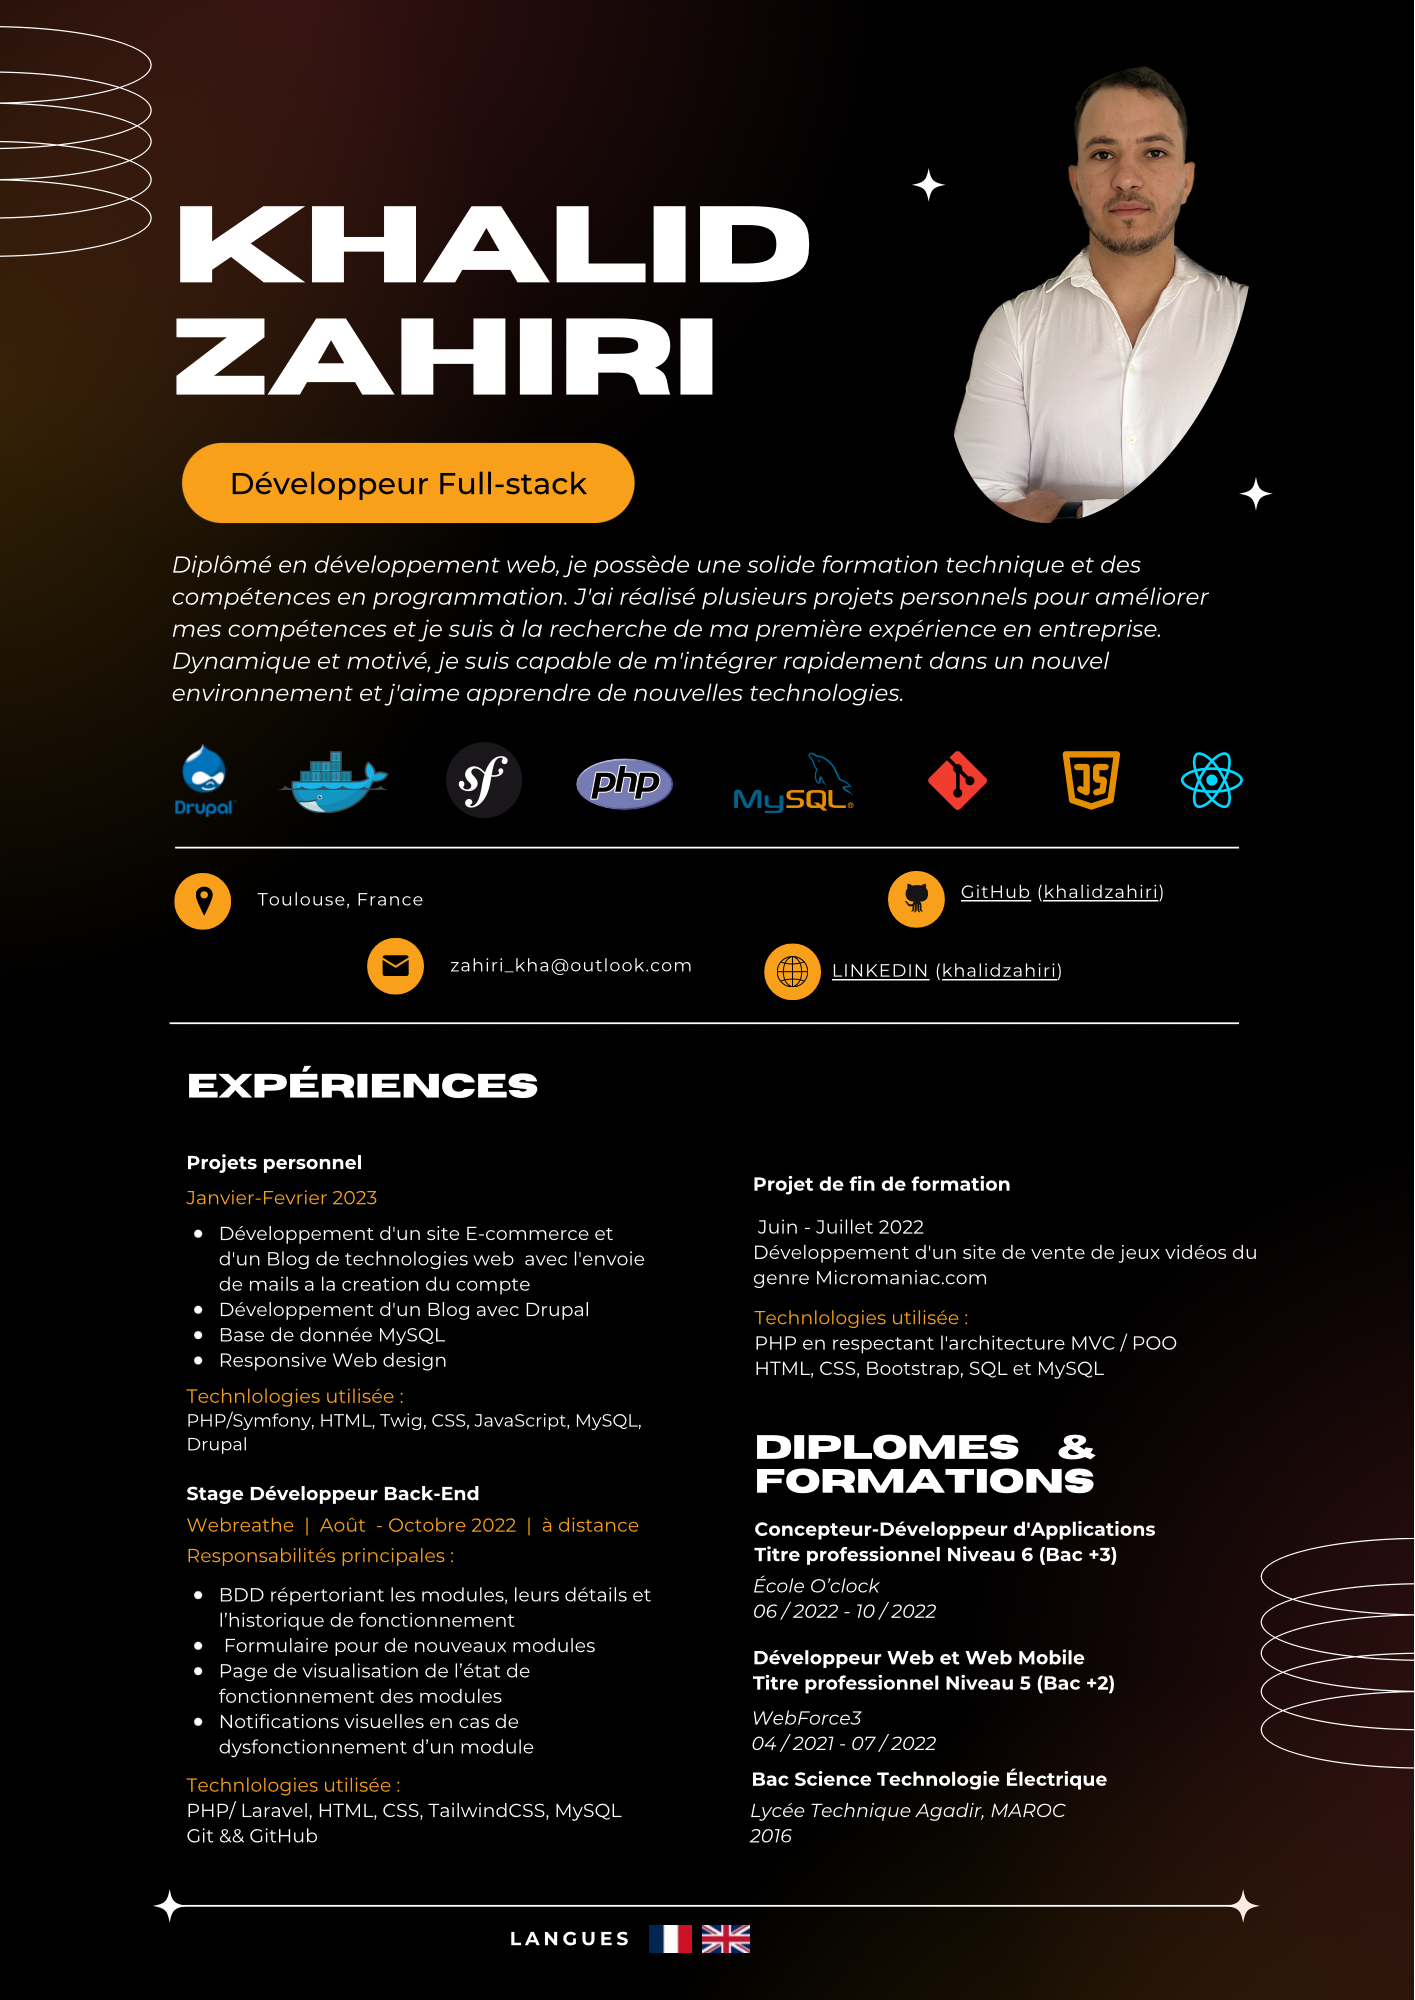 KHALID
ZAHIRI
Développeur Full-stack
Diplômé en développement web, je possède une solide formation technique et des
compétences en programmation. J'ai réalisé plusieurs projets personnels pour améliorer
mes compétences et je suis à la recherche de ma première expérience en entreprise.
Dynamique et motivé, je suis capable de m'intégrer rapidement dans un nouvel
environnement et j'aime apprendre de nouvelles technologies.
Drupal sf php MySQL® JS
Toulouse, France
GitHub (khalidzahiri)
zahiri_kha@outlook.com
LINKEDIN (khalidzahiri)
EXPÉRIENCES
Projets personnel
Janvier-Fevrier 2023
• Développement d'un site E-commerce et
d'un Blog de technologies web avec l'envoie
de mails a la creation du compte
• Développement d'un Blog avec Drupal
• Base de donnée MySQL
• Responsive Web design
Technlologies utilisée :
PHP/Symfony, HTML, Twig, CSS, JavaScript, MySQL,
Drupal
Stage Développeur Back-End
Webreathe | Août - Octobre 2022 | à distance
Responsabilités principales :
• BDD répertoriant les modules, leurs détails et
l’historique de fonctionnement
• Formulaire pour de nouveaux modules
• Page de visualisation de l’état de
fonctionnement des modules
• Notifications visuelles en cas de
dysfonctionnement d’un module
Technlologies utilisée :
PHP/ Laravel, HTML, CSS, TailwindCSS, MySQL
Git && GitHub
Projet de fin de formation
Juin - Juillet 2022
Développement d'un site de vente de jeux vidéos du
genre Micromaniac.com
Technlologies utilisée :
PHP en respectant l'architecture MVC / POO
HTML, CSS, Bootstrap, SQL et MySQL
DIPLOMES &
FORMATIONS
Concepteur-Développeur d'Applications
Titre professionnel Niveau 6 (Bac +3)
École O’clock
06 / 2022 - 10 / 2022
Développeur Web et Web Mobile
Titre professionnel Niveau 5 (Bac +2)
WebForce3
04 / 2021 - 07 / 2022
Bac Science Technologie Électrique
Lycée Technique Agadir, MAROC
2016
LANGUES